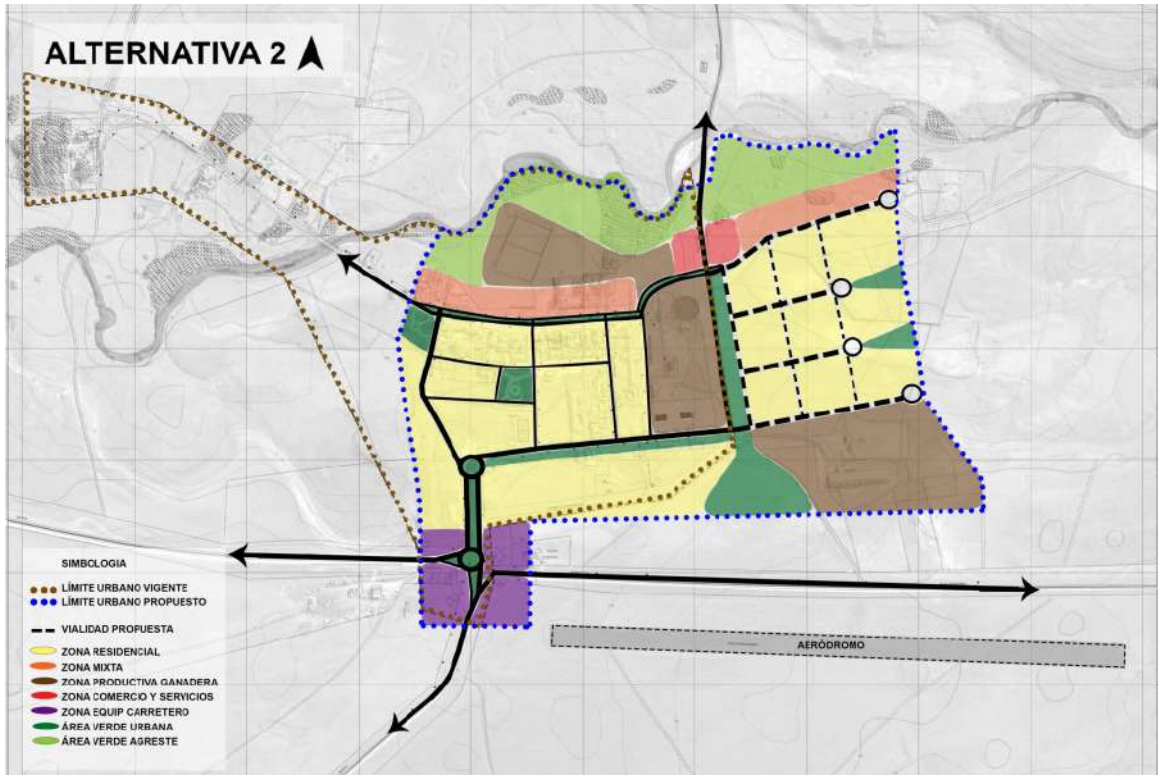 ALTERNATIVA 2
AERÓDROMO
SIMBOLOGIA
LÍMITE URBANO VIGENTE
LÍMITE URBANO PROPUESTO
VIALIDAD PROPUESTA
ZONA RESIDENCIAL
ZONA MIXTA
ZONA PRODUCTIVA GANADERA
ZONA COMERCIO Y SERVICIOS
ZONA EQUIP CARRETERO
ÁREA VERDE URBANA
ÁREA VERDE AGRESTE